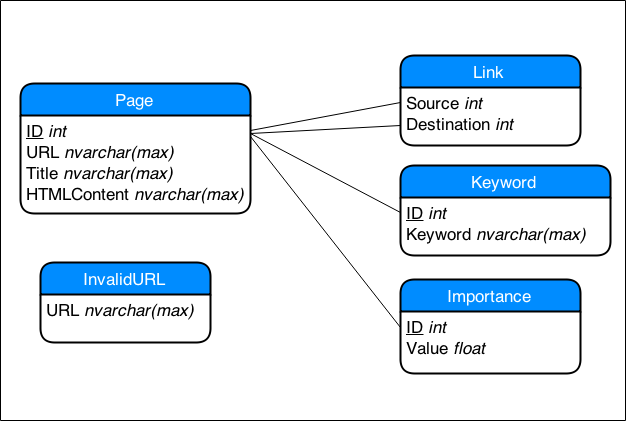 Page
ID int
URL nvarchar(max)
Title nvarchar(max)
HTMLContent nvarchar(max)
InvalidURL
URL nvarchar(max)
Link
Source int
Destination int
Keyword
ID int
Keyword nvarchar(max)
Importance
ID int
Value float